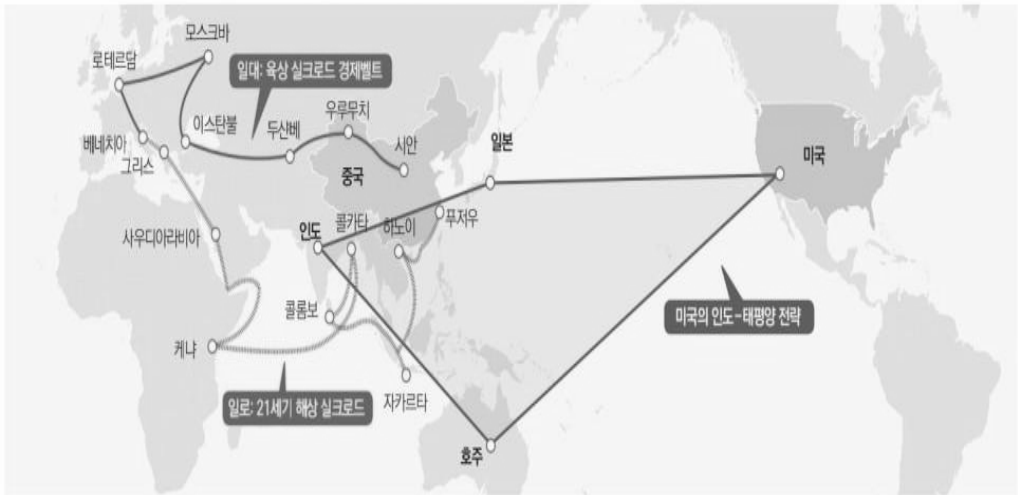 모스크바
로테르담
일대: 육상 실크로드 경제벨트
우루무치
이스탄불
두산베
시안
일본
미국
베네치아
그리스
중국
콜카타
하노이
푸저우
인도
사우디아라비아
콜롬보
미국의 인도-태평양 전략
케냐
자카르타
일로: 21세기 해상 실크로드
호주